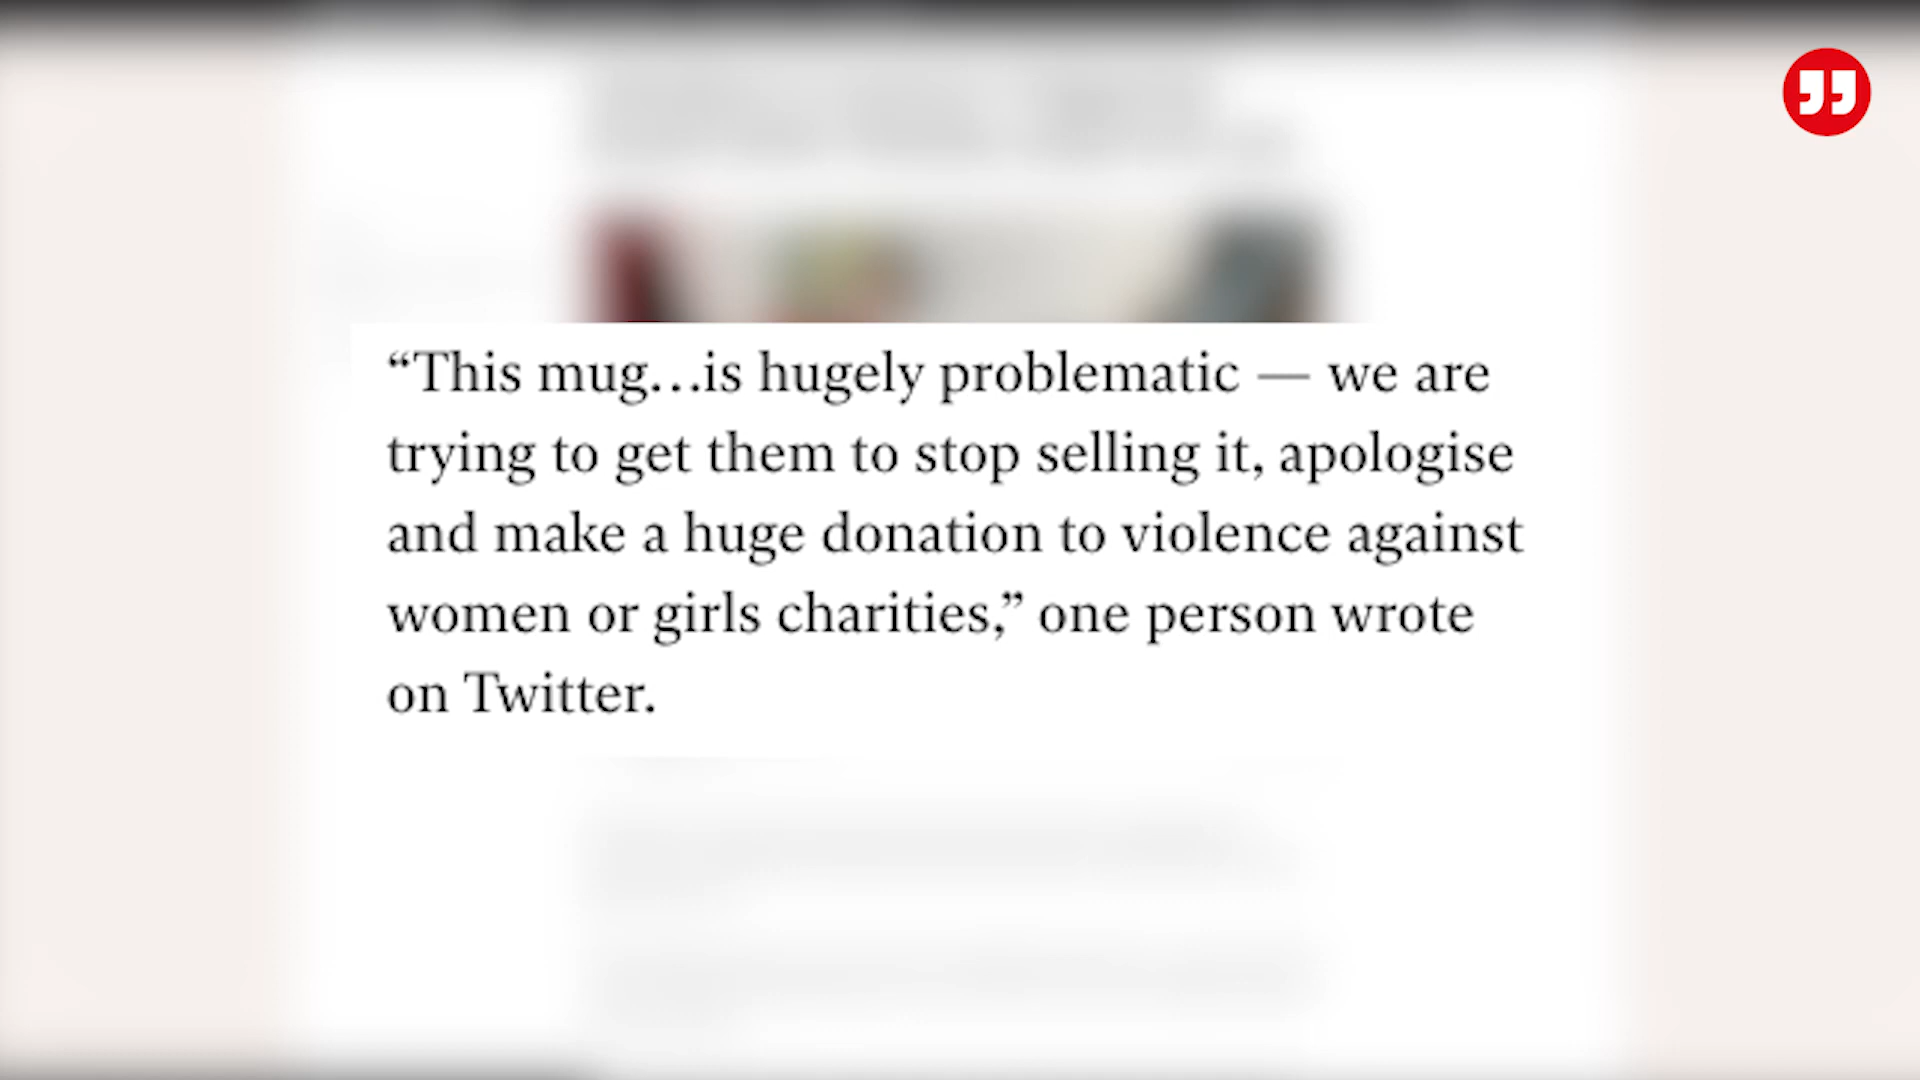 “This mug…is hugely problematic — we are
trying to get them to stop selling it, apologise
and make a huge donation to violence against
women or girls charities,” one person wrote
on Twitter.